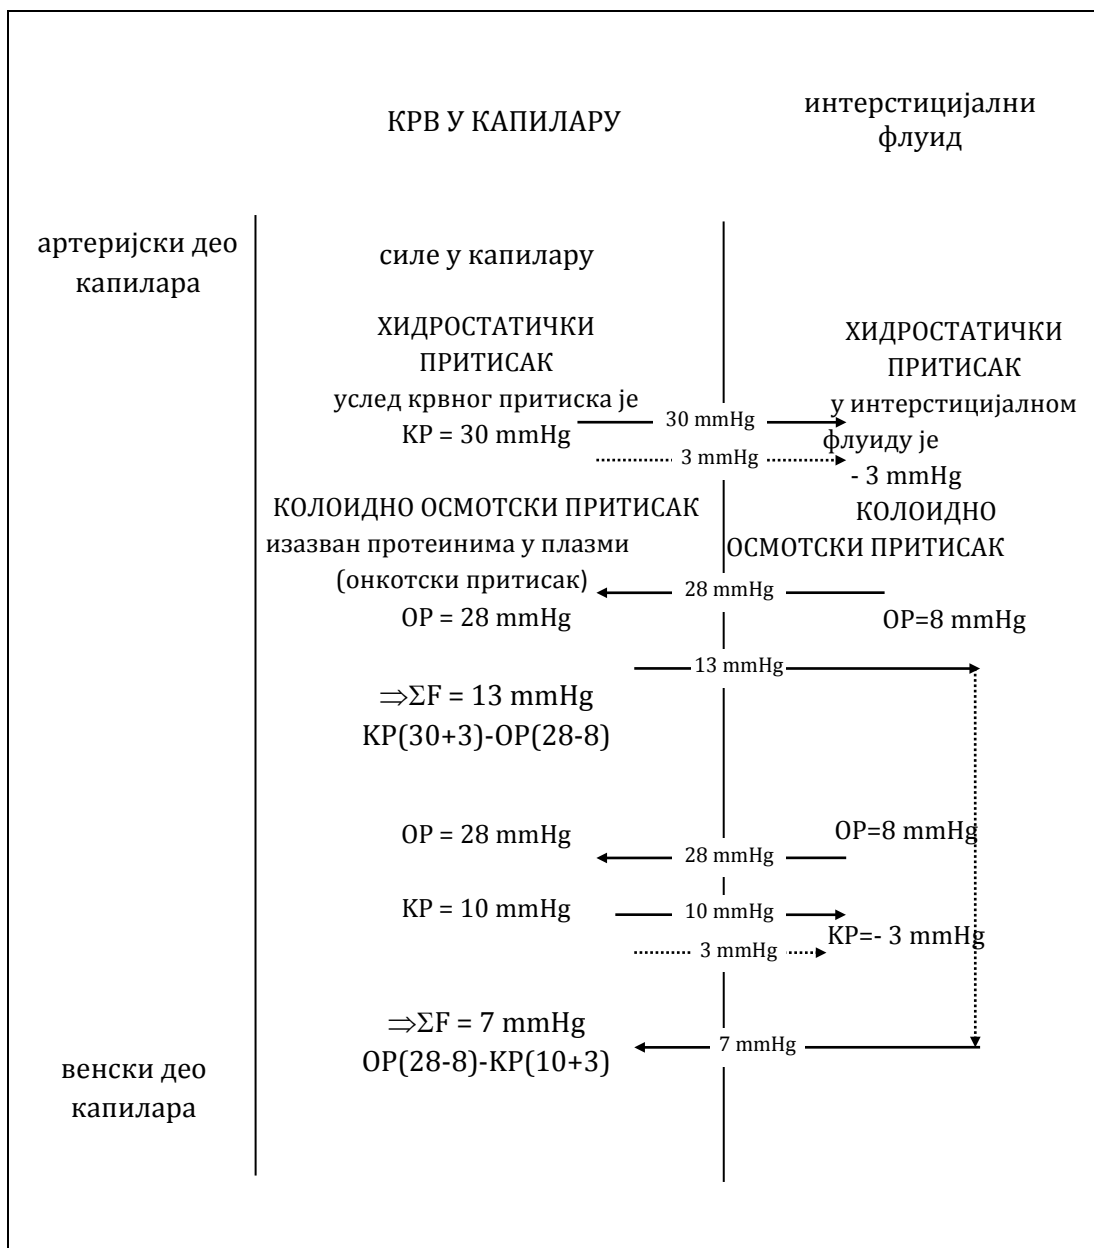 КРВ У КАПИЛАРУ
интерстицијални
флуид
артеријски део
капилара
силе у капилару
ХИДРОСТАТИЧКИ
ПРИТИСАК
услед крвног притиска је
КР = 30 mmHg
ХИДРОСТАТИЧКИ
ПРИТИСАК
у интерстицијалном
флуиду је
- 3 mmHg
30 mmHg
3 mmHg
КОЛОИДНО ОСМОТСКИ ПРИТИСАК
изазван протеинима у плазми
(онкотски притисак)
ОР = 28 mmHg
КОЛОИДНО
ОСМОТСКИ ПРИТИСАК
28 mmHg
ОР=8 mmHg
13 mmHg
⇒ΣF = 13 mmHg
KP(30+3)-OP(28-8)
ОР = 28 mmHg
ОР=8 mmHg
28 mmHg
КР = 10 mmHg
10 mmHg
КР=- 3 mmHg
3 mmHg
⇒ΣF = 7 mmHg
OP(28-8)-KP(10+3)
7 mmHg
венски део
капилара